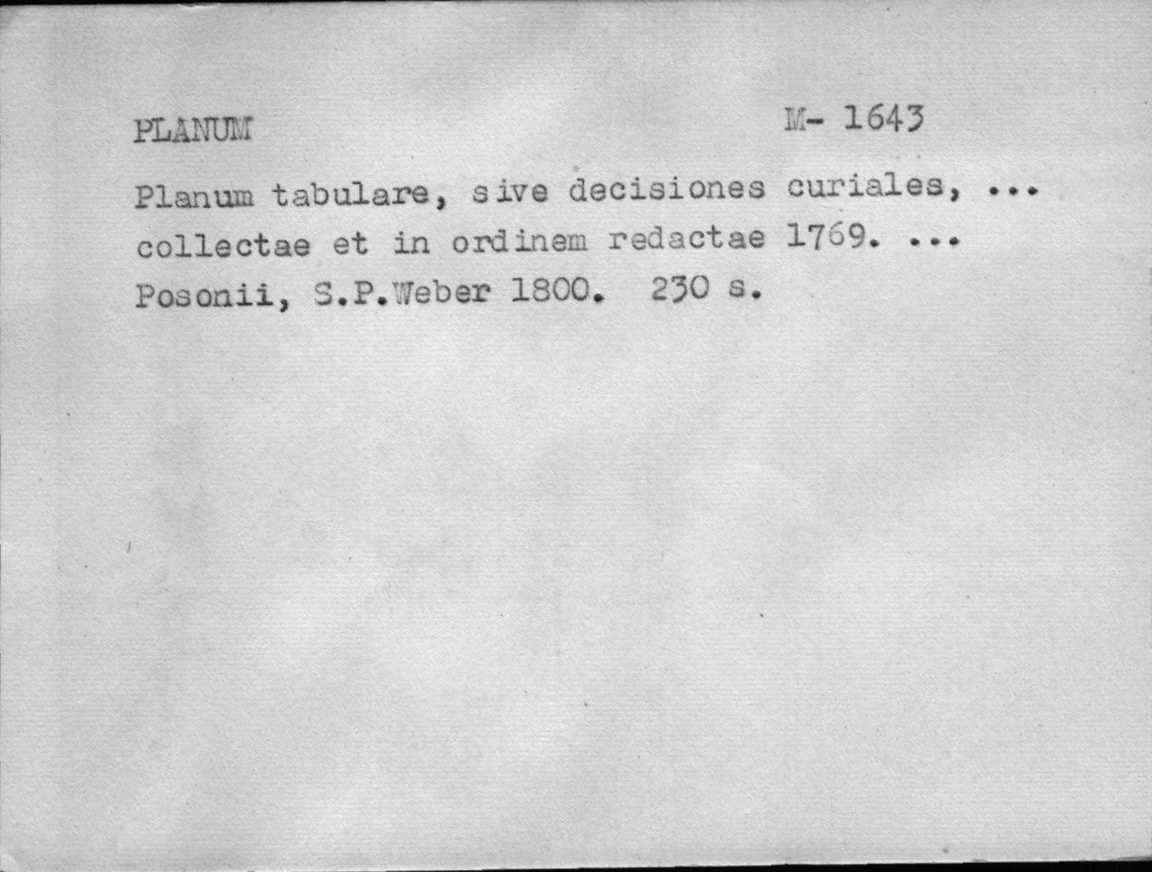 PLANUM M- 1643
Planum tabulare, sive decisiones curiales, ...
collectae et in ordinem redactae 1769. ...
Posonii, S.P.Weber 1800. 230 s.